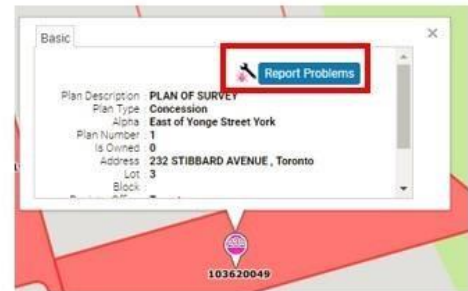 Basic
Report Problems
Plan Description : PLAN OF SURVEY
Plan Type : Concession
Alpha : East of Yonge Street York
Plan Number : 1
Is Owned : 0
Address : 232 STIBBARD AVENUE , Toronto
Lot : 3
Block :
103620049